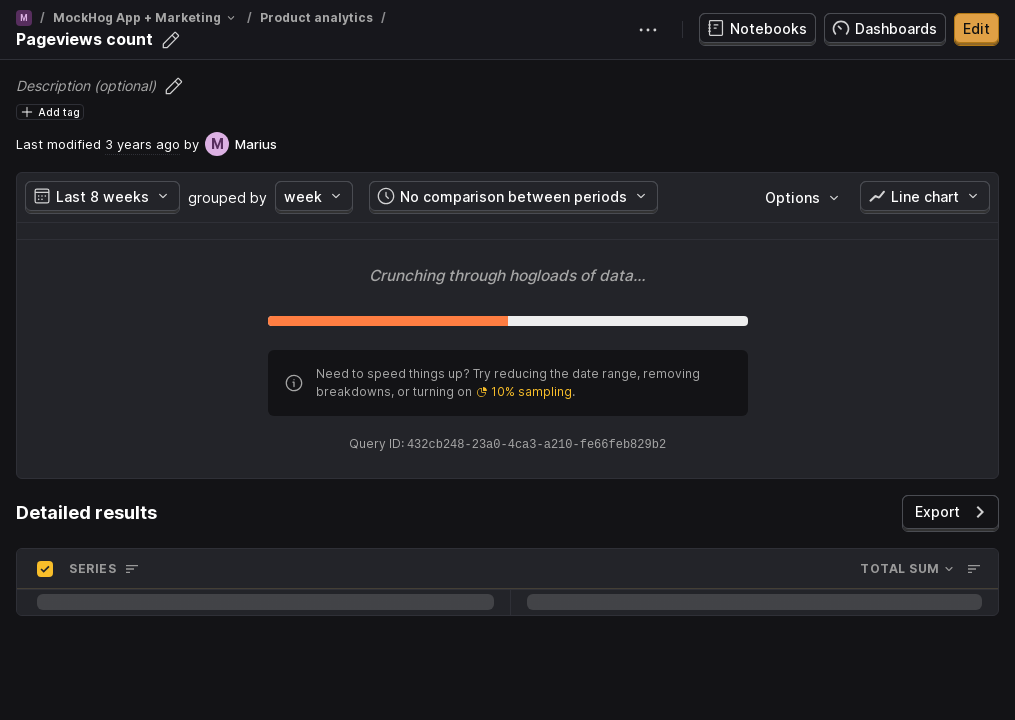 M / MockHog App + Marketing / Product analytics /
Pageviews count
Notebooks
Dashboards
Edit
Description (optional)
Add tag
Last modified 3 years ago by M Marius
Last 8 weeks
grouped by
week
No comparison between periods
Options
Line chart
Crunching through hogloads of data...
Need to speed things up? Try reducing the date range, removing
breakdowns, or turning on 10% sampling.
Query ID: 432cb248-23a0-4ca3-a210-fe66feb829b2
Detailed results
Export
SERIES
TOTAL SUM